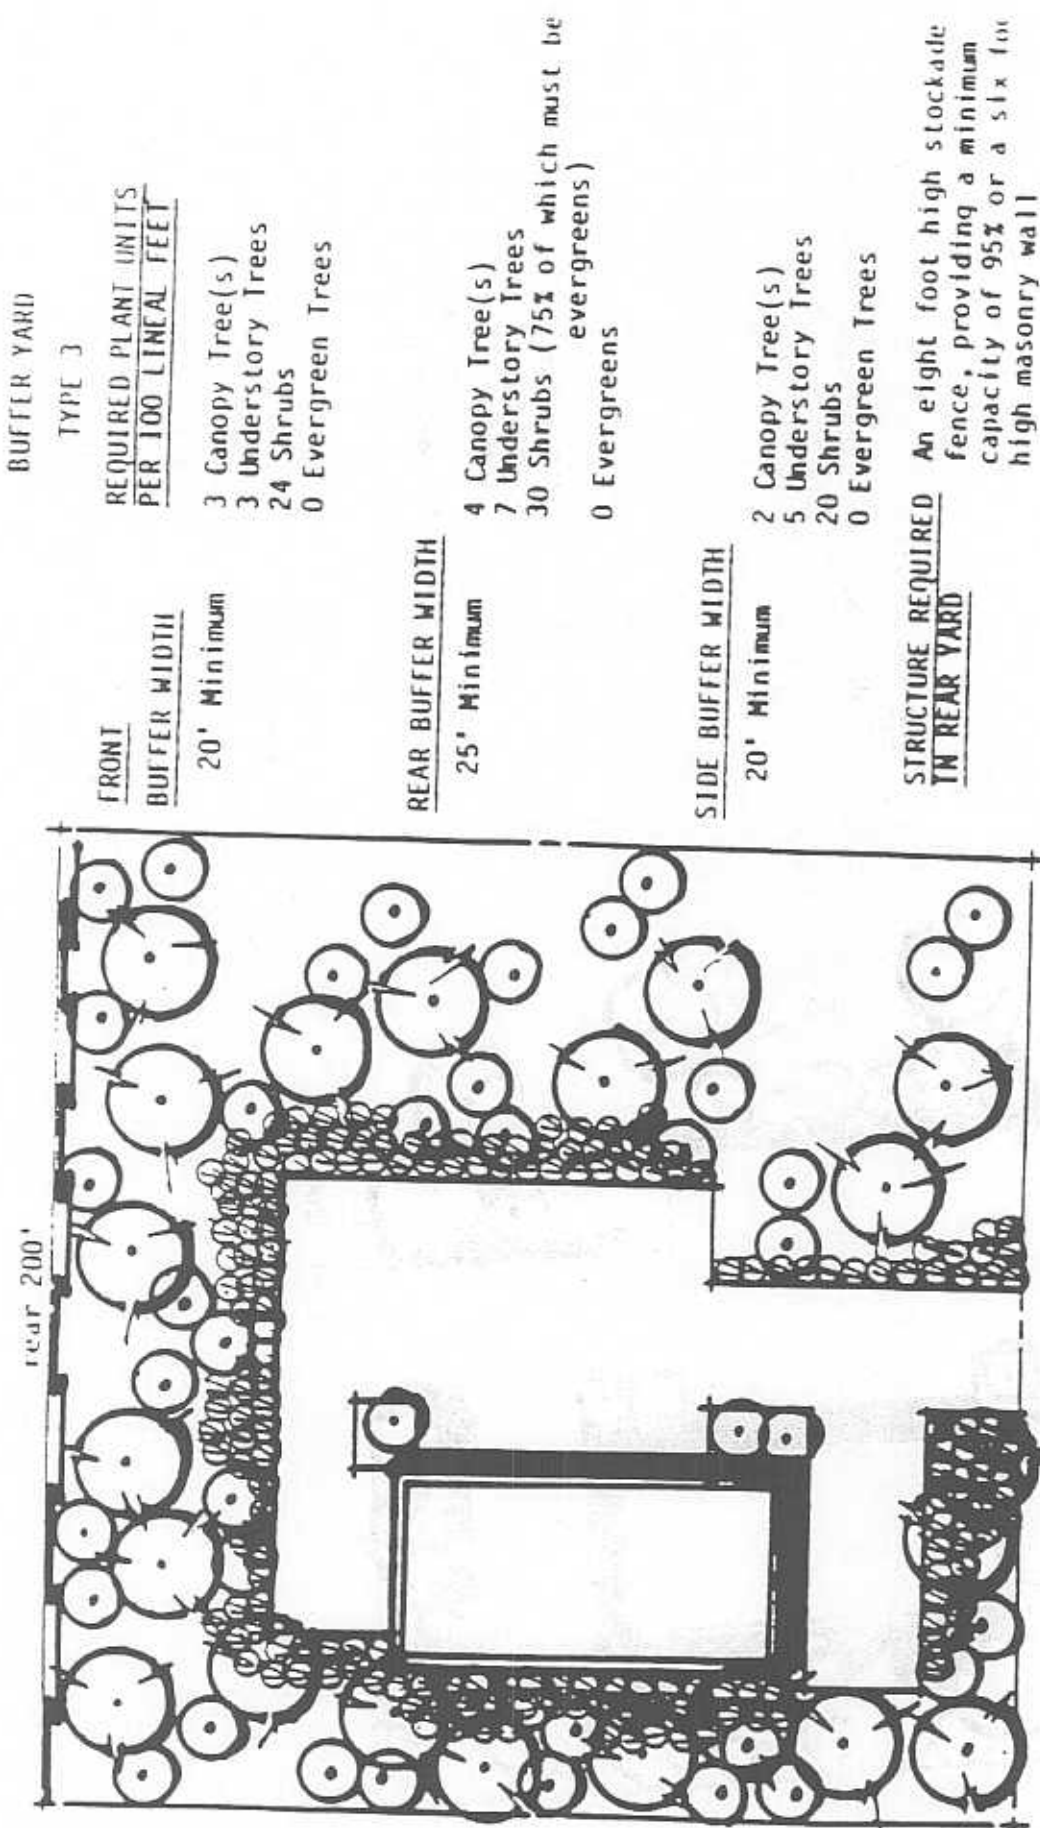 BUFFER YARD
TYPE 3
REQUIRED PLANT UNITS
PER 100 LINEAL FEET
FRONT
BUFFER WIDTH
20' Minimum
3 Canopy Tree(s)
3 Understory Trees
24 Shrubs
0 Evergreen Trees
REAR BUFFER WIDTH
25' Minimum
4 Canopy Tree(s)
7 Understory Trees
30 Shrubs (75% of which must be
evergreens)
0 Evergreens
SIDE BUFFER WIDTH
20' Minimum
2 Canopy Tree(s)
5 Understory Trees
20 Shrubs
0 Evergreen Trees
STRUCTURE REQUIRED
IN REAR YARD
An eight foot high stockade
fence, providing a minimum
capacity of 95% or a six foo
high masonry wall
rear 200'